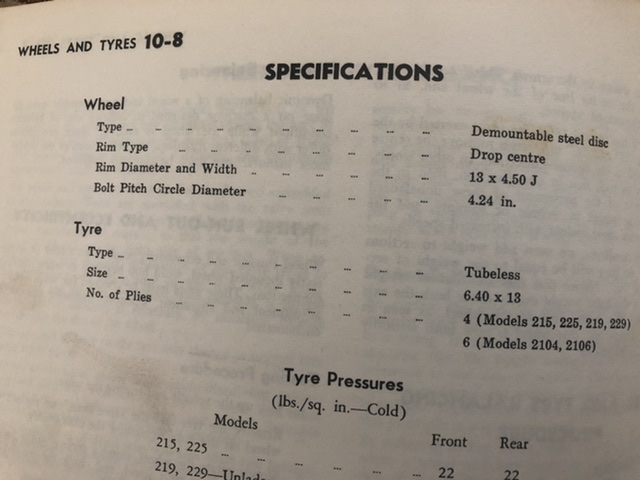 WHEELS AND TYRES 10-8
SPECIFICATIONS
Wheel
Type Demountable steel disc
Rim Type Drop centre
Rim Diameter and Width 13 x 4.50 J
Bolt Pitch Circle Diameter 4.24 in.
Tyre
Type Tubeless
Size 6.40 x 13
No. of Plies 4 (Models 215, 225, 219, 229)
6 (Models 2104, 2106)
Tyre Pressures
(lbs./sq. in.—Cold)
Models Front Rear
215, 225 22 22
219, 229—Unlade